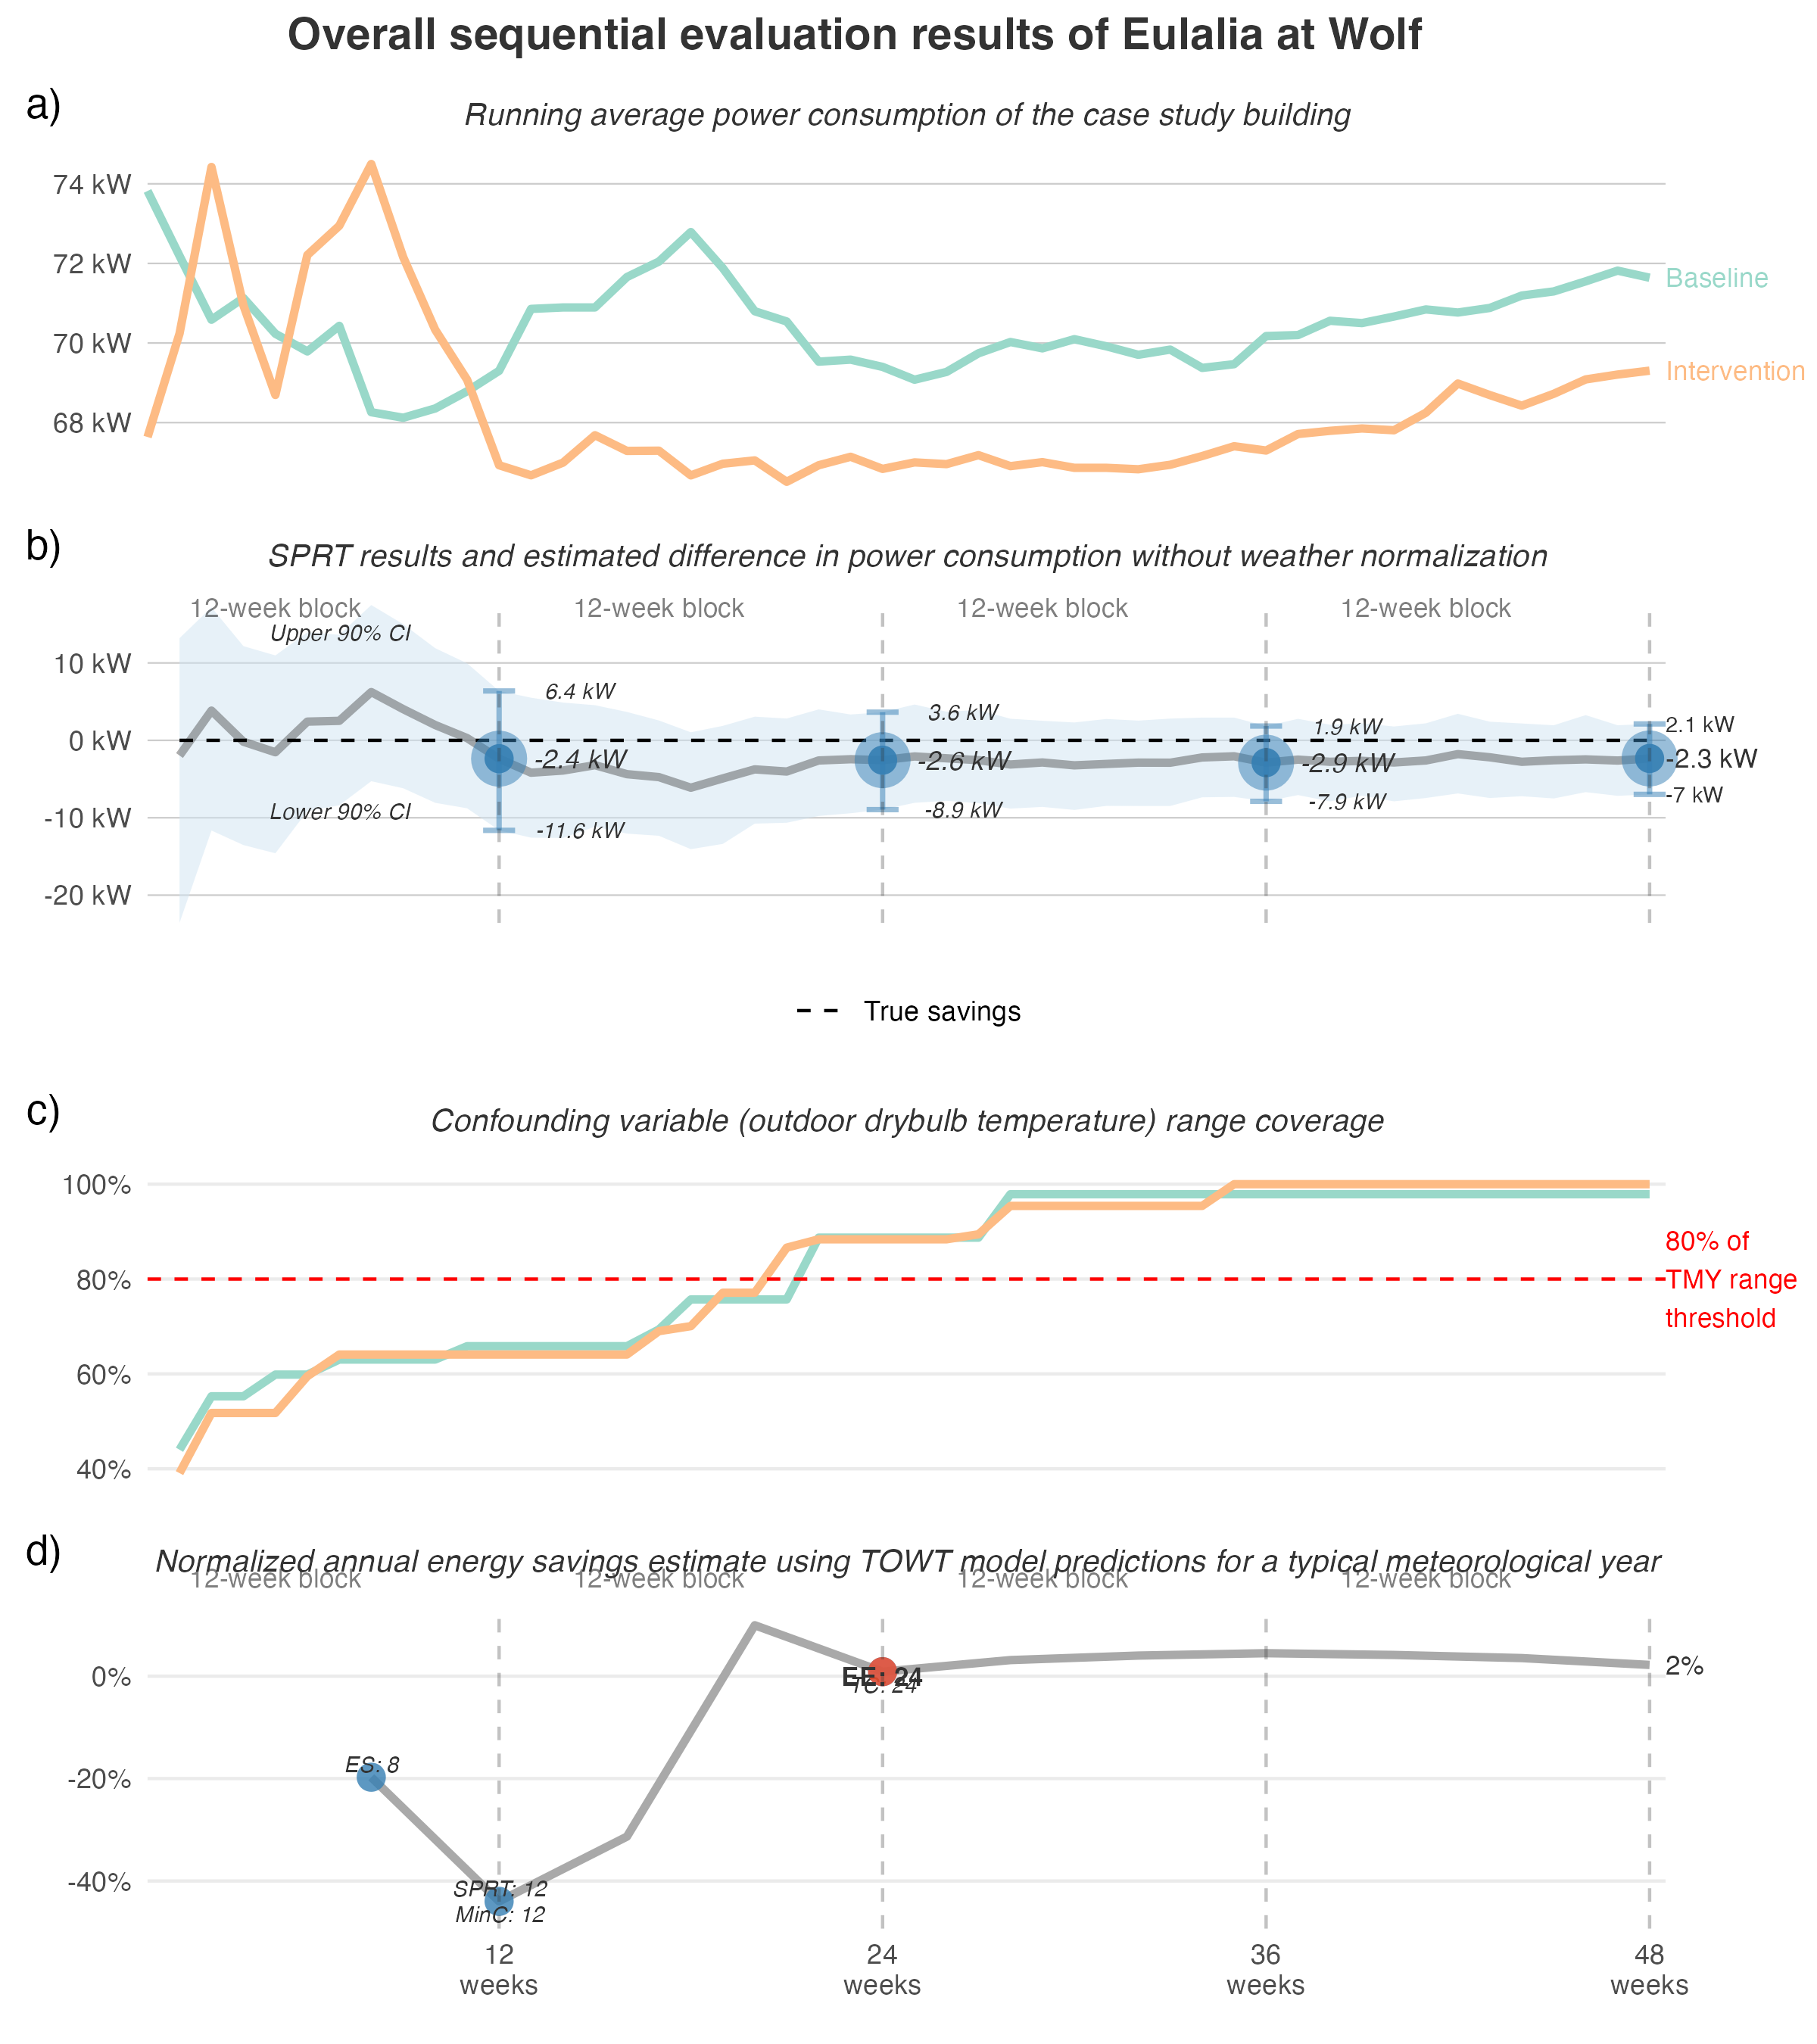 Overall sequential evaluation results of Eulalia at Wolf
a)
Running average power consumption of the case study building
74 kW
72 kW
70 kW
68 kW
Baseline
Intervention
b)
SPRT results and estimated difference in power consumption without weather normalization
12-week block 12-week block 12-week block 12-week block
Upper 90% CI
Lower 90% CI
10 kW
0 kW
-10 kW
-20 kW
6.4 kW
-2.4 kW
-11.6 kW
3.6 kW
-2.6 kW
-8.9 kW
1.9 kW
-2.9 kW
-7.9 kW
2.1 kW
-2.3 kW
-7 kW
True savings
c)
Confounding variable (outdoor drybulb temperature) range coverage
100%
80%
60%
40%
80% of
TMY range
threshold
d)
Normalized annual energy savings estimate using TOWT model predictions for a typical meteorological year
12-week block 12-week block 12-week block 12-week block
0%
-20%
-40%
ES: 8
SPRT: 12
MinC: 12
EE: 24
TC: 24
2%
12 24 36 48
weeks weeks weeks weeks